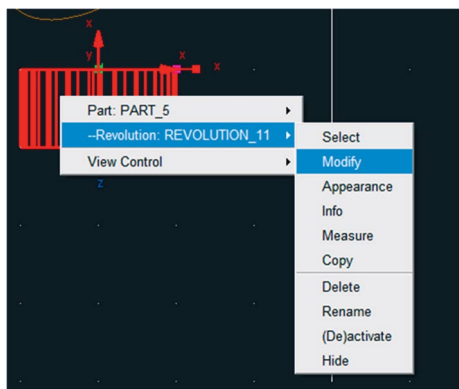 x
y
x
x
Part: PART_5
--Revolution: REVOLUTION_11
View Control
z
Select
Modify
Appearance
Info
Measure
Copy
Delete
Rename
(De)activate
Hide